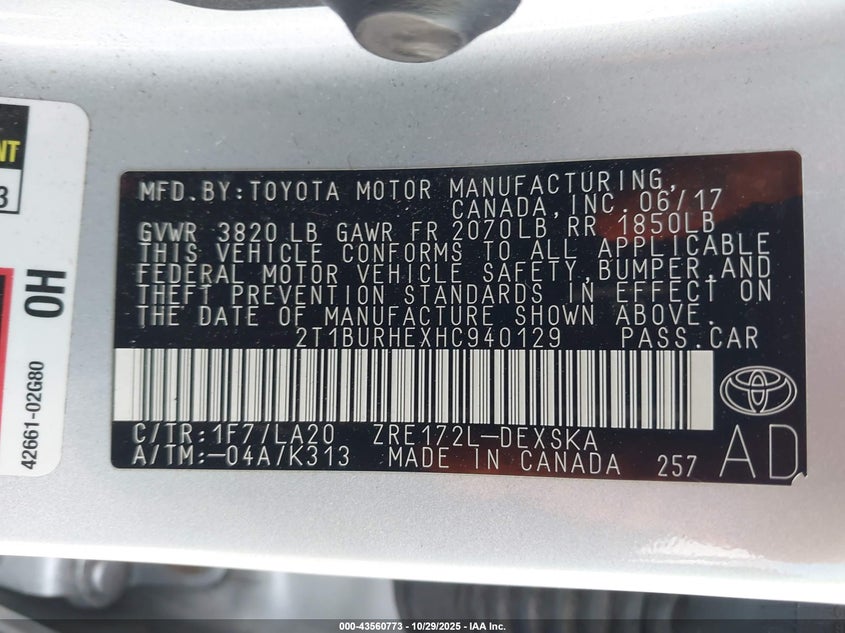 NT
3
OH
42661-02G80
MFD.BY:TOYOTA MOTOR MANUFACTURING,
CANADA,INC. 06/17
GVWR 3820 LB GAWR FR 2070LB RR 1850LB
THIS VEHICLE CONFORMS TO ALL APPLICABLE
FEDERAL MOTOR VEHICLE SAFETY,BUMPER,AND
THEFT PREVENTION STANDARDS IN EFFECT ON
THE DATE OF MANUFACTURE SHOWN ABOVE.
2T1BURHEXHC940129 PASS.CAR
C/TR:1F7/LA20 ZRE172L-DEXSKA
A/TM:-04A/K313 MADE IN CANADA 257 AD
000-43560773 • 10/29/2025 • IAA Inc.